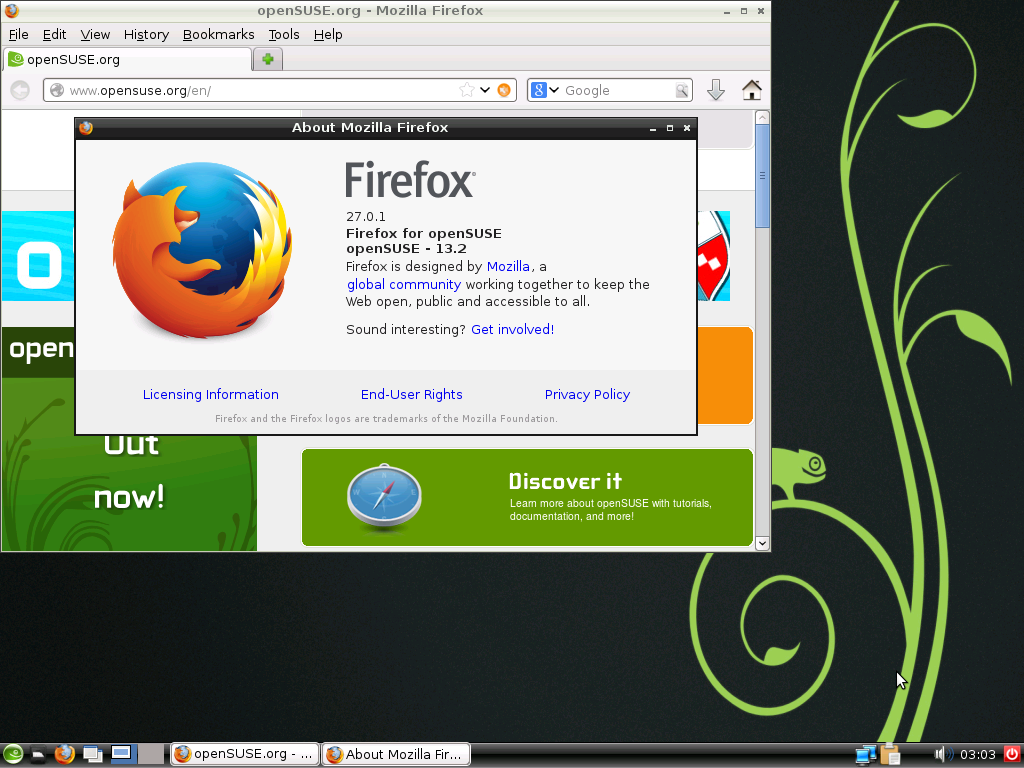 openSUSE.org - Mozilla Firefox
File Edit View History Bookmarks Tools Help
openSUSE.org
www.opensuse.org/en/
8 Google
About Mozilla Firefox
Firefox
27.0.1
Firefox for openSUSE
openSUSE - 13.2
Firefox is designed by Mozilla, a
global community working together to keep the
Web open, public and accessible to all.
Sound interesting? Get involved!
Licensing Information End-User Rights Privacy Policy
Firefox and the Firefox logos are trademarks of the Mozilla Foundation.
open
Out
now!
Discover it
Learn more about openSUSE with tutorials,
documentation, and more!
openSUSE.org - ...
About Mozilla Fir...
03:03